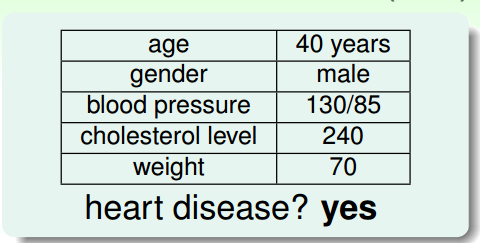 age 40 years
gender male
blood pressure 130/85
cholesterol level 240
weight 70
heart disease? yes